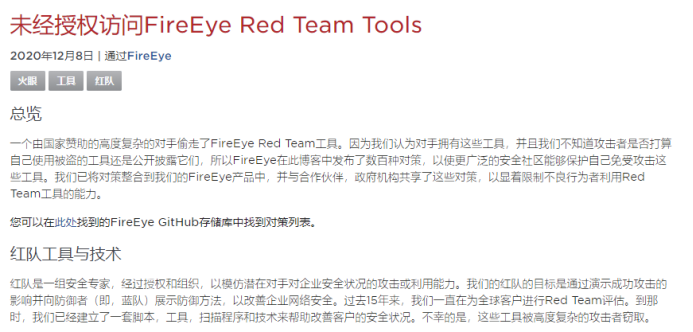 未经授权访问FireEye Red Team Tools
2020年12月8日 | 通过FireEye
火眼 工具 红队
总览
一个由国家赞助的高度复杂的对手偷走了FireEye Red Team工具。因为我们认为对手拥有这些工具，并且我们不知道攻击者是否打算
自己使用被盗的工具还是公开披露它们，所以FireEye在此博客中发布了数百种对策，以使更广泛的安全社区能够保护自己免受攻击这
些工具。我们已将对策整合到我们的FireEye产品中，并与合作伙伴，政府机构共享了这些对策，以显着限制不良行为者利用Red
Team工具的能力。
您可以在此处找到的FireEye GitHub存储库中找到对策列表。
红队工具与技术
红队是一组安全专家，经过授权和组织，以模仿潜在对手对企业安全状况的攻击或利用能力。我们的红队的目标是通过演示成功攻击的
影响并向防御者（即，蓝队）展示防御方法，以改善企业网络安全。过去15年来，我们一直在为全球客户进行Red Team评估。到那
时，我们已经建立了一套脚本，工具，扫描程序和技术来帮助改善客户的安全状况。不幸的是，这些工具被高度复杂的攻击者窃取。